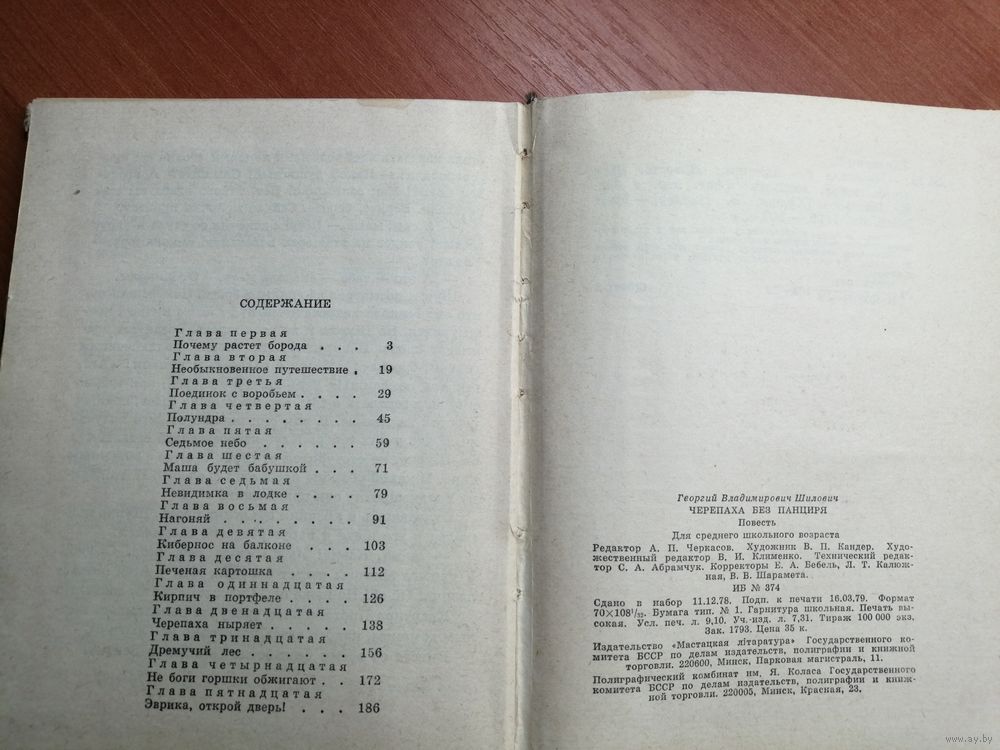 СОДЕРЖАНИЕ
Глава первая
Почему растет борода . . . 3
Глава вторая
Необыкновенное путешествие . 19
Глава третья
Поединок с воробьем . . . . 29
Глава четвертая
Полундра . . . . . . . . 45
Глава пятая
Седьмое небо . . . . . . 59
Глава шестая
Маша будет бабушкой . . . 71
Глава седьмая
Невидимка в лодке . . . . 79
Глава восьмая
Нагоняй . . . . . . . . 91
Глава девятая
Кибернос на балконе . . . 103
Глава десятая
Печеная картошка . . . . 112
Глава одиннадцатая
Кирпич в портфеле . . . . 126
Глава двенадцатая
Черепаха ныряет . . . . . 138
Глава тринадцатая
Дремучий лес . . . . . . 156
Глава четырнадцатая
Не боги горшки обжигают . . 172
Глава пятнадцатая
Эврика, открой дверь! . . . 186
Георгий Владимирович Шилович
ЧЕРЕПАХА БЕЗ ПАНЦИРЯ
Повесть
Для среднего школьного возраста
Редактор А. П. Черкасов. Художник В. П. Кандер. Худо-
жественный редактор В. И. Клименко. Технический редак-
тор С. А. Абрамчук. Корректоры Е. А. Бебель, Л. Т. Калюж-
ная, В. В. Шарамета.
ИБ № 374
Сдано в набор 11.12.78. Подп. к печати 16.03.79. Формат
70×108¹/₃₂. Бумага тип. № 1. Гарнитура школьная. Печать вы-
сокая. Усл. печ. л. 9,10. Уч.-изд. л. 7,31. Тираж 100 000 экз.
Зак. 1793. Цена 35 к.
Издательство «Мастацкая літаратура» Государственного ко-
митета БССР по делам издательств, полиграфии и книжной
торговли. 220600, Минск, Парковая магистраль, 11.
Полиграфический комбинат им. Я. Коласа Государственного
комитета БССР по делам издательств, полиграфии и книж-
ной торговли. 220005, Минск, Красная, 23.
www.ay.by